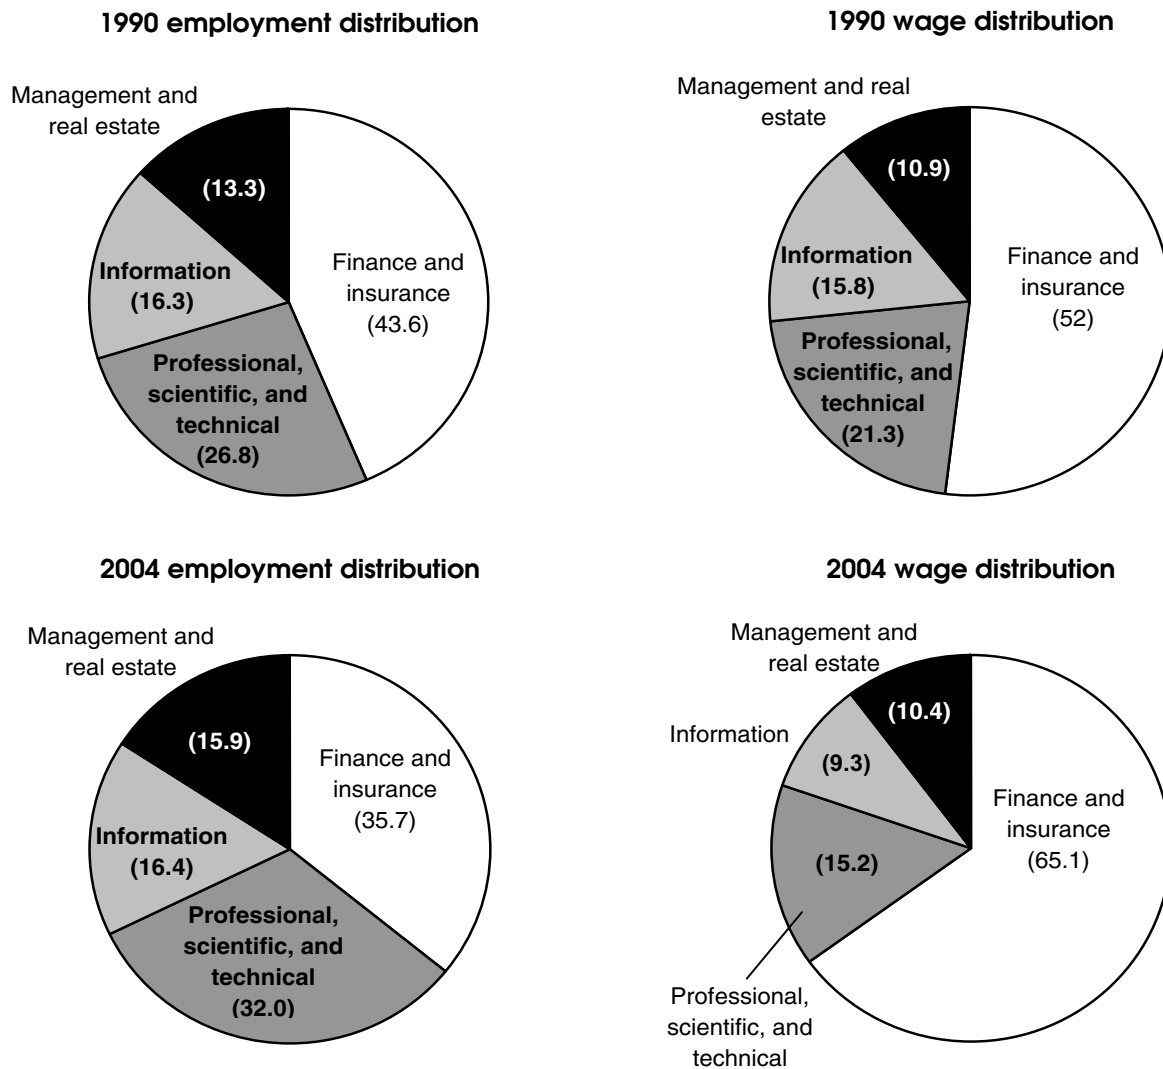 1990 employment distribution
Management and
real estate
(13.3)
Information
(16.3)
Finance and
insurance
(43.6)
Professional,
scientific, and
technical
(26.8)
1990 wage distribution
Management and real
estate
(10.9)
Information
(15.8)
Finance and
insurance
(52)
Professional,
scientific, and
technical
(21.3)
2004 employment distribution
Management and
real estate
(15.9)
Finance and
insurance
(35.7)
Information
(16.4)
Professional,
scientific, and
technical
(32.0)
2004 wage distribution
Management and
real estate
(10.4)
Information
(9.3)
Finance and
insurance
(65.1)
(15.2)
Professional,
scientific, and
technical